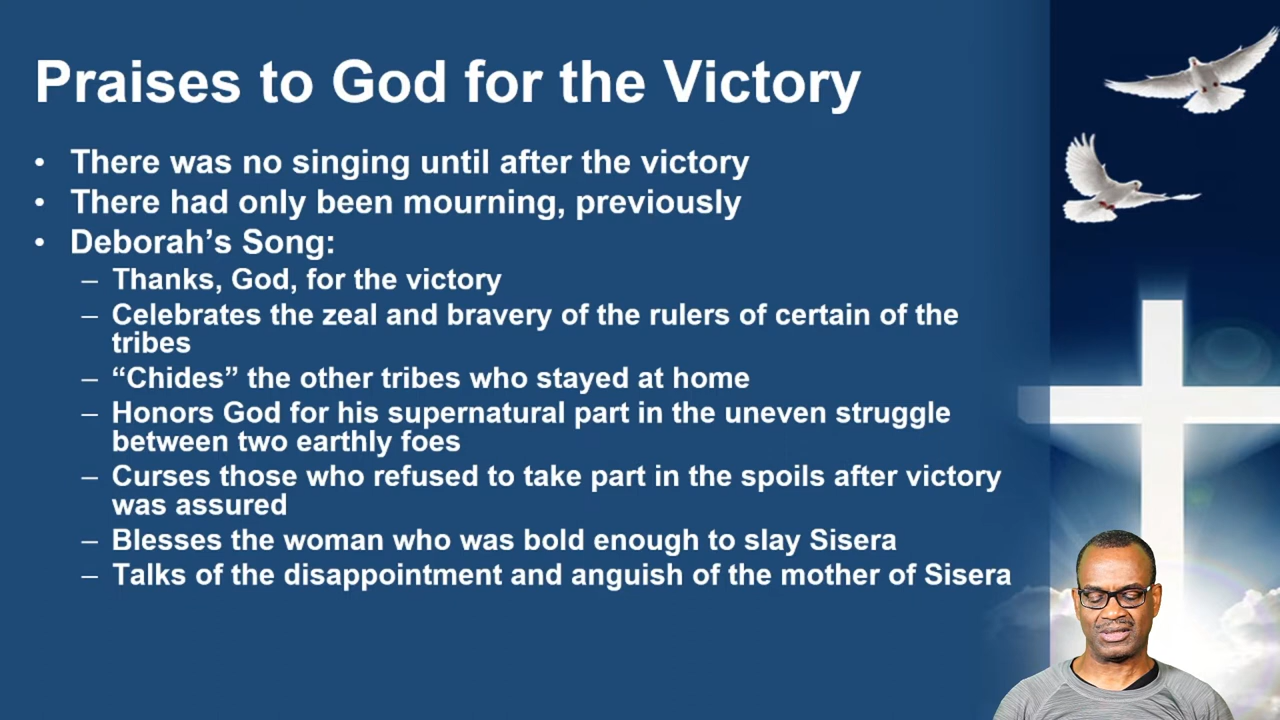 Praises to God for the Victory
• There was no singing until after the victory
• There had only been mourning, previously
• Deborah’s Song:
– Thanks, God, for the victory
– Celebrates the zeal and bravery of the rulers of certain of the
tribes
– “Chides” the other tribes who stayed at home
– Honors God for his supernatural part in the uneven struggle
between two earthly foes
– Curses those who refused to take part in the spoils after victory
was assured
– Blesses the woman who was bold enough to slay Sisera
– Talks of the disappointment and anguish of the mother of Sisera